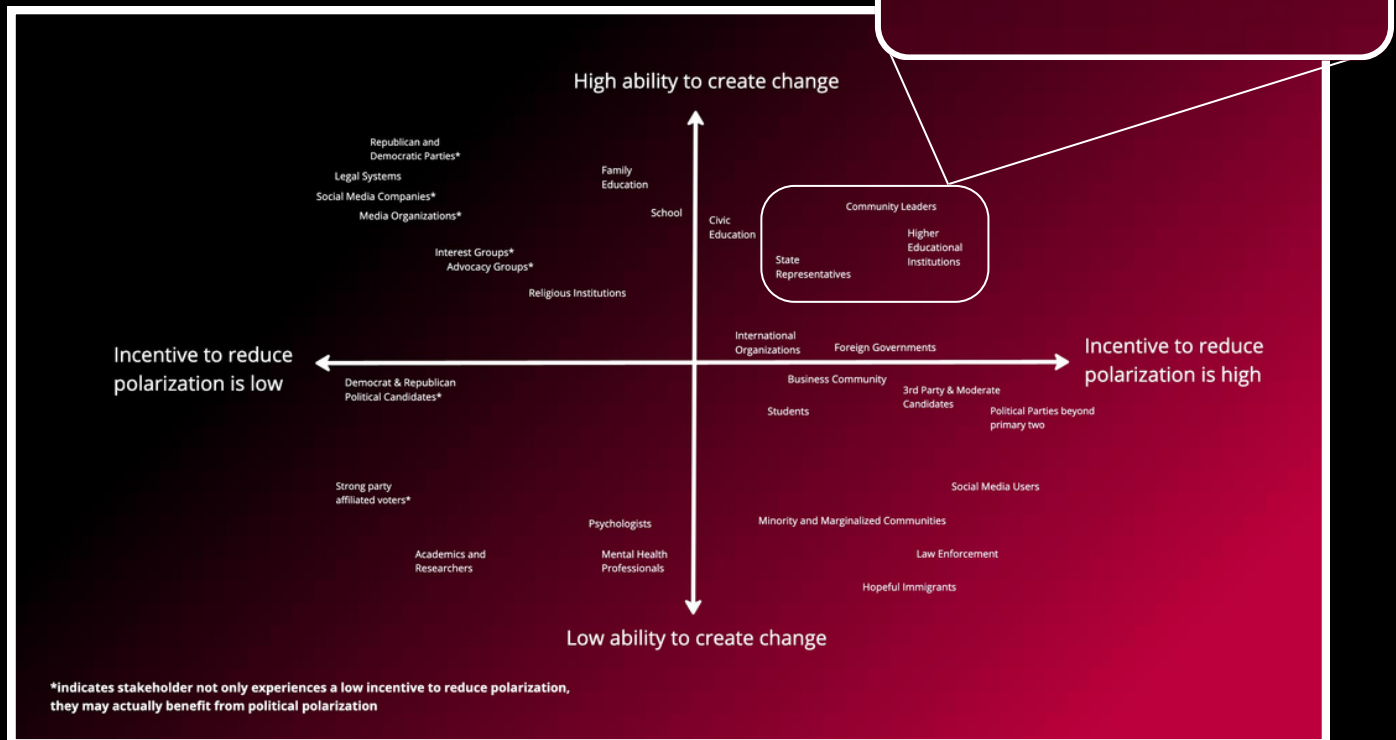 High ability to create change
Republican and
Democratic Parties*
Legal Systems
Social Media Companies*
Media Organizations*
Interest Groups*
Advocacy Groups*
Religious Institutions
Family
Education
School
Civic
Education
Community Leaders
Higher
Educational
Institutions
State
Representatives
International
Organizations
Foreign Governments
Incentive to reduce
polarization is low
Incentive to reduce
polarization is high
Democrat & Republican
Political Candidates*
Business Community
3rd Party & Moderate
Candidates
Students
Political Parties beyond
primary two
Strong party
affiliated voters*
Social Media Users
Psychologists
Minority and Marginalized Communities
Academics and
Researchers
Mental Health
Professionals
Law Enforcement
Hopeful Immigrants
Low ability to create change
*indicates stakeholder not only experiences a low incentive to reduce polarization,
they may actually benefit from political polarization